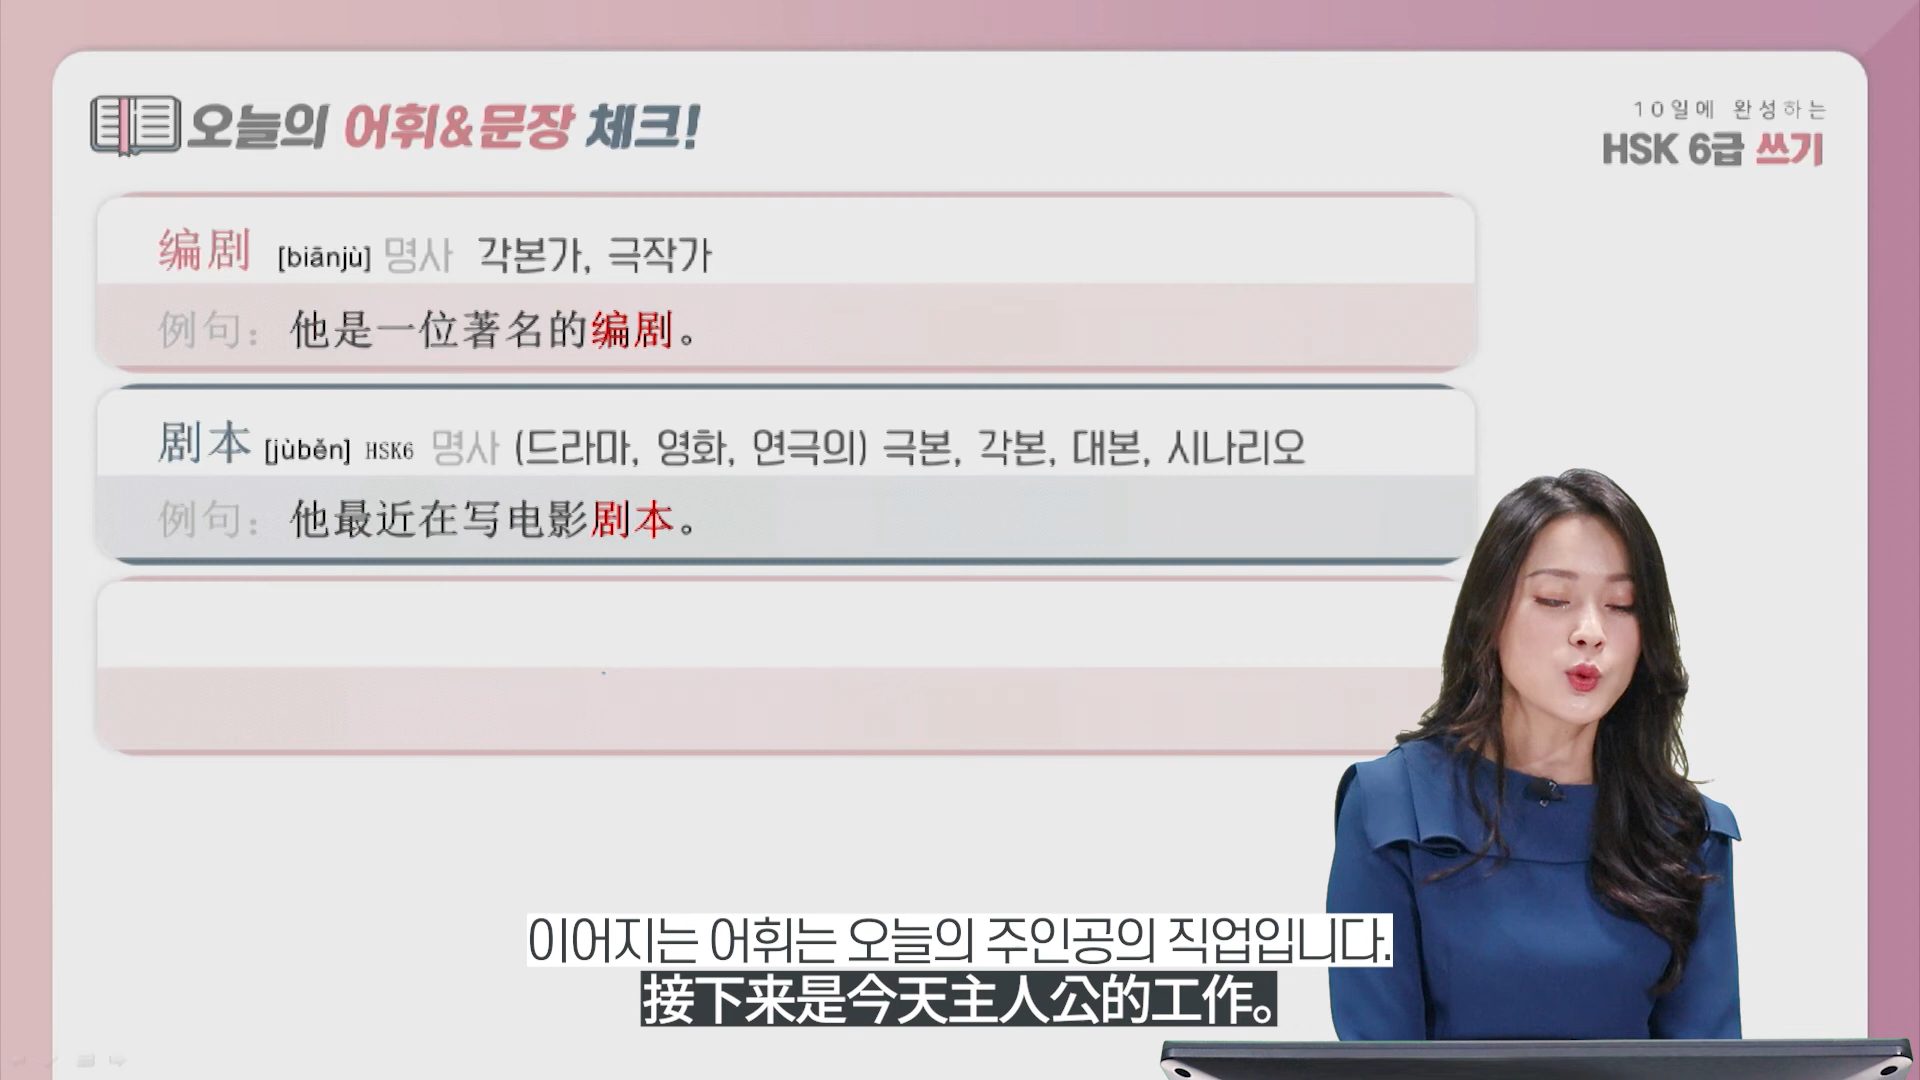 오늘의 어휘&문장 체크!
10일에 완성하는
HSK 6급 쓰기
编剧 [biānjù] 명사 각본가, 극작가
例句：他是一位著名的编剧。
剧本 [jùběn] HSK6 명사 (드라마, 영화, 연극의) 극본, 각본, 대본, 시나리오
例句：他最近在写电影剧本。
이어지는 어휘는 오늘의 주인공의 직업입니다.
接下来是今天主人公的工作。